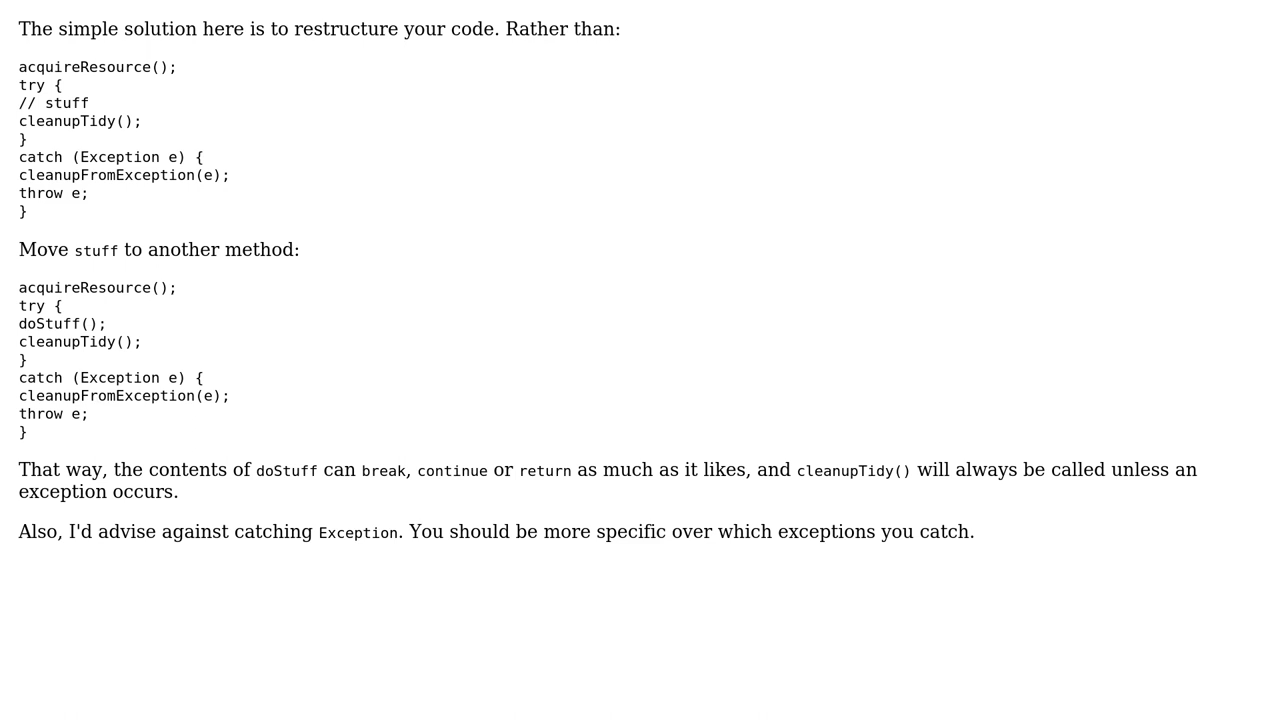 The simple solution here is to restructure your code. Rather than:
acquireResource();
try {
// stuff
cleanupTidy();
}
catch (Exception e) {
cleanupFromException(e);
throw e;
}
Move stuff to another method:
acquireResource();
try {
doStuff();
cleanupTidy();
}
catch (Exception e) {
cleanupFromException(e);
throw e;
}
That way, the contents of doStuff can break, continue or return as much as it likes, and cleanupTidy() will always be called unless an
exception occurs.
Also, I'd advise against catching Exception. You should be more specific over which exceptions you catch.